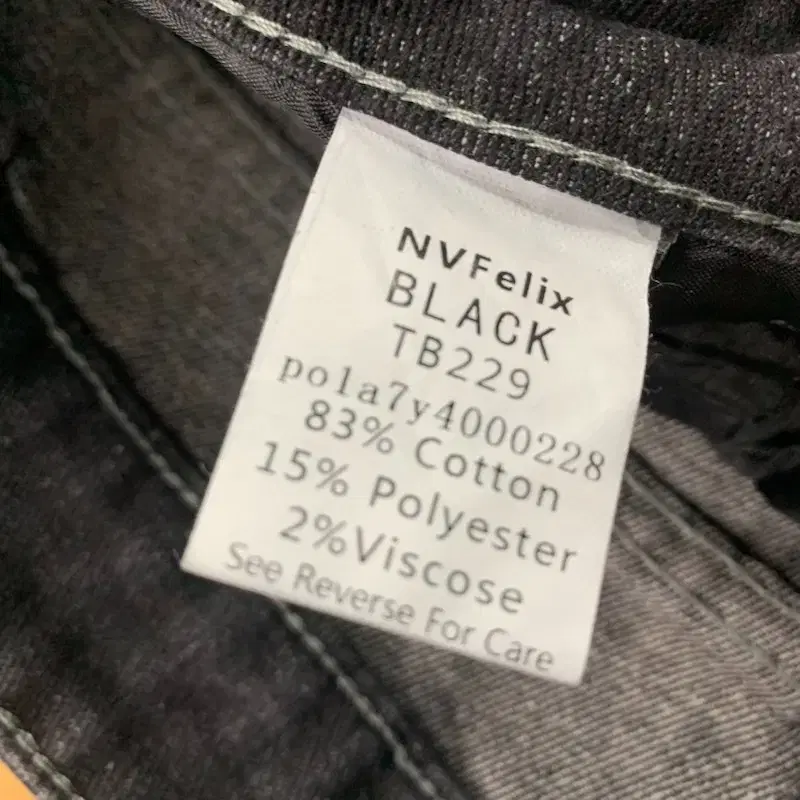 NVFelix
BLACK
TB229
pola7y4000228
83% Cotton
15% Polyester
2%Viscose
See Reverse For Care